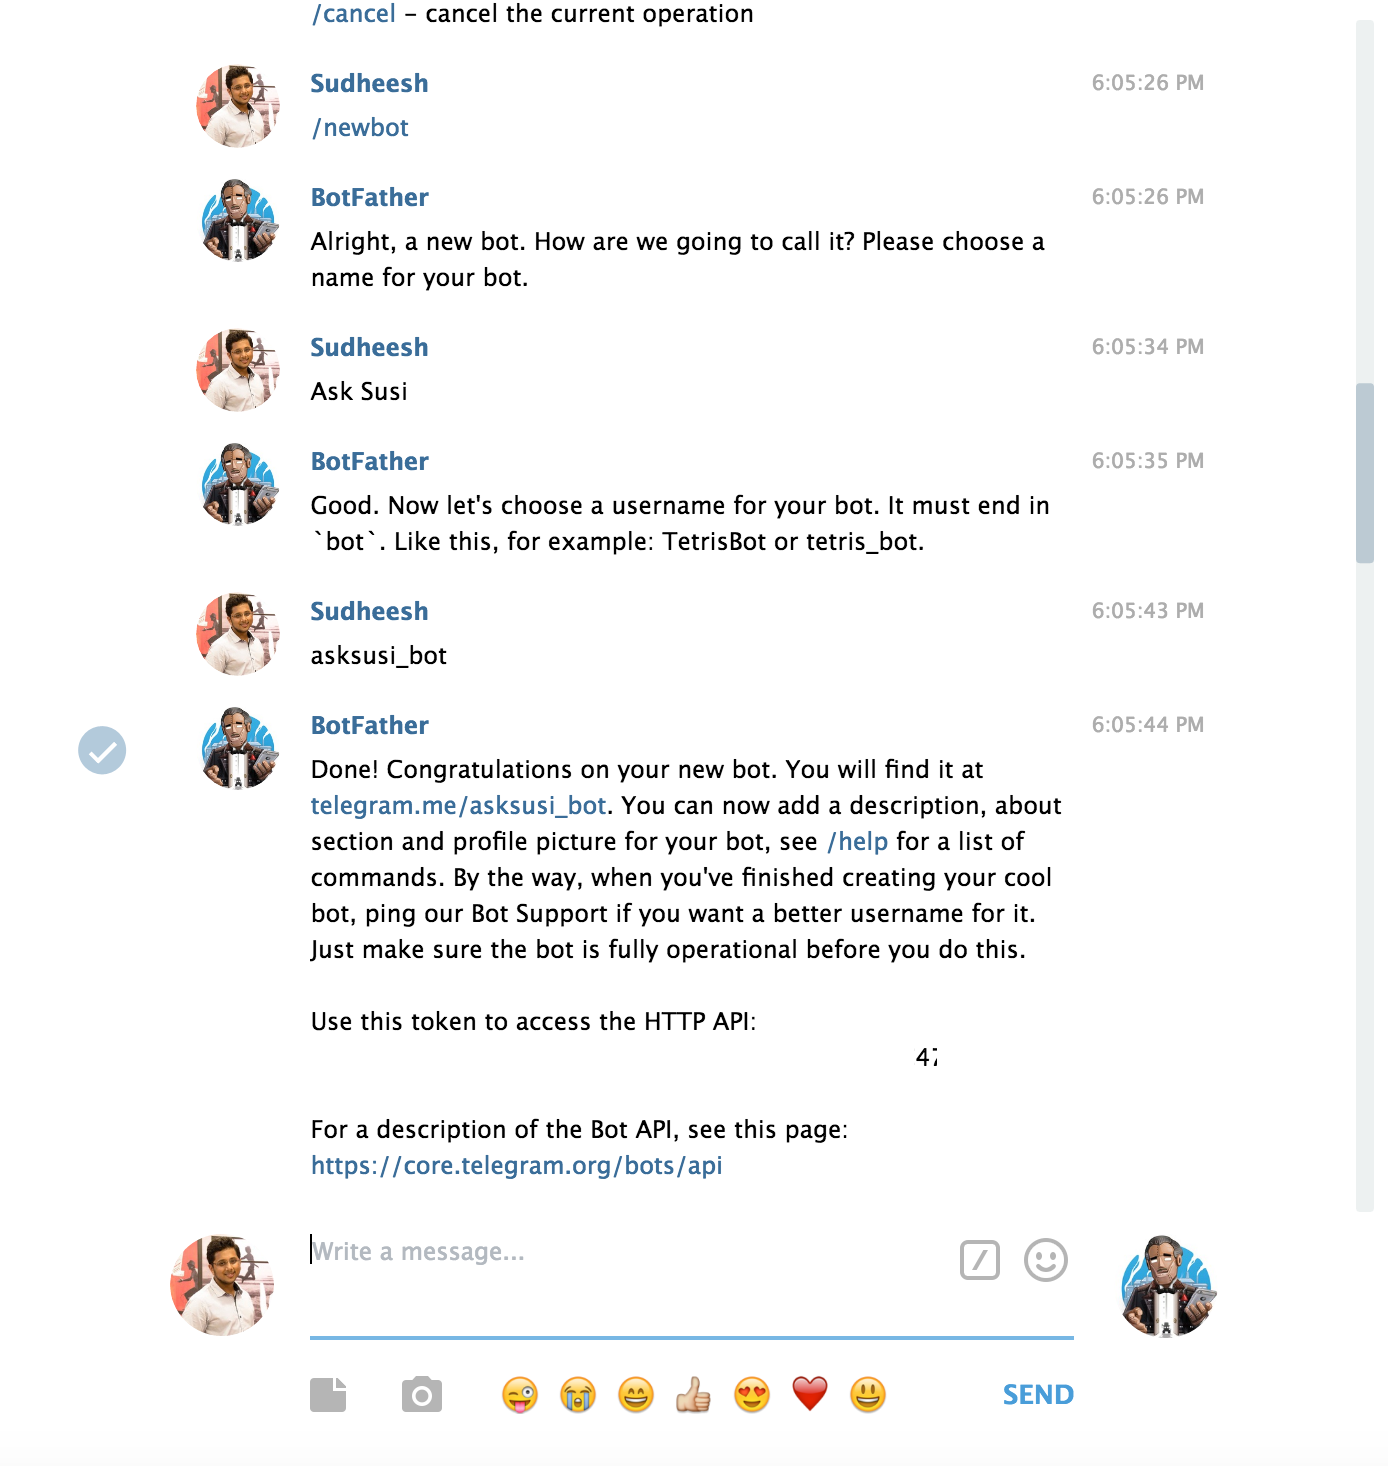 /cancel – cancel the current operation
Sudheesh 6:05:26 PM
/newbot
BotFather 6:05:26 PM
Alright, a new bot. How are we going to call it? Please choose a
name for your bot.
Sudheesh 6:05:34 PM
Ask Susi
BotFather 6:05:35 PM
Good. Now let's choose a username for your bot. It must end in
`bot`. Like this, for example: TetrisBot or tetris_bot.
Sudheesh 6:05:43 PM
asksusi_bot
BotFather 6:05:44 PM
Done! Congratulations on your new bot. You will find it at
telegram.me/asksusi_bot. You can now add a description, about
section and profile picture for your bot, see /help for a list of
commands. By the way, when you've finished creating your cool
bot, ping our Bot Support if you want a better username for it.
Just make sure the bot is fully operational before you do this.
Use this token to access the HTTP API:
For a description of the Bot API, see this page:
https://core.telegram.org/bots/api
Write a message...
SEND